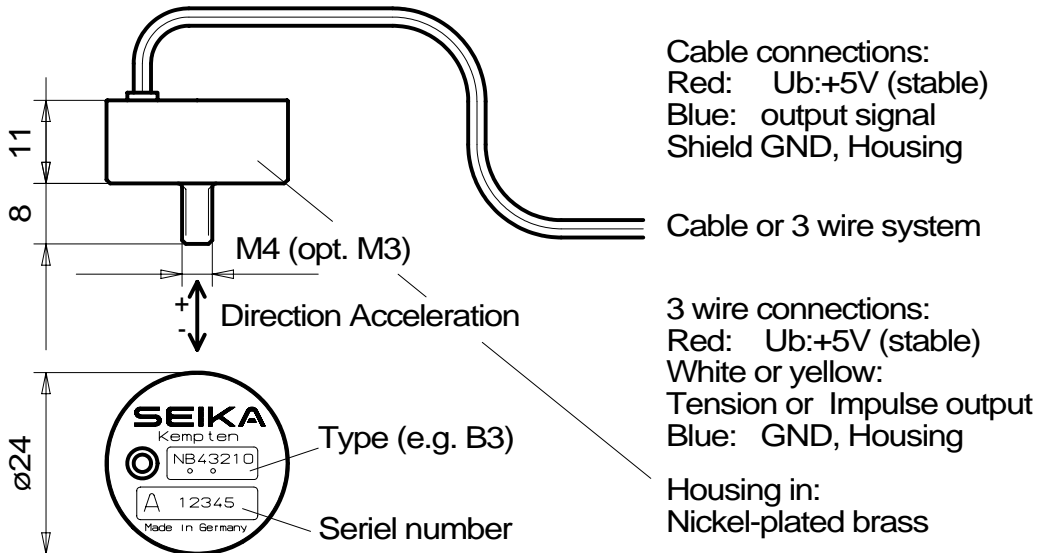 Cable connections:
Red: Ub:+5V (stable)
Blue: output signal
Shield GND, Housing
11
8
Cable or 3 wire system
M4 (opt. M3)
+
-
Direction Acceleration
3 wire connections:
Red: Ub:+5V (stable)
White or yellow:
Tension or Impulse output
Blue: GND, Housing
ø24
SEIKA
Kempten
NB43210
A 12345
Made in Germany
Type (e.g. B3)
Seriel number
Housing in:
Nickel-plated brass